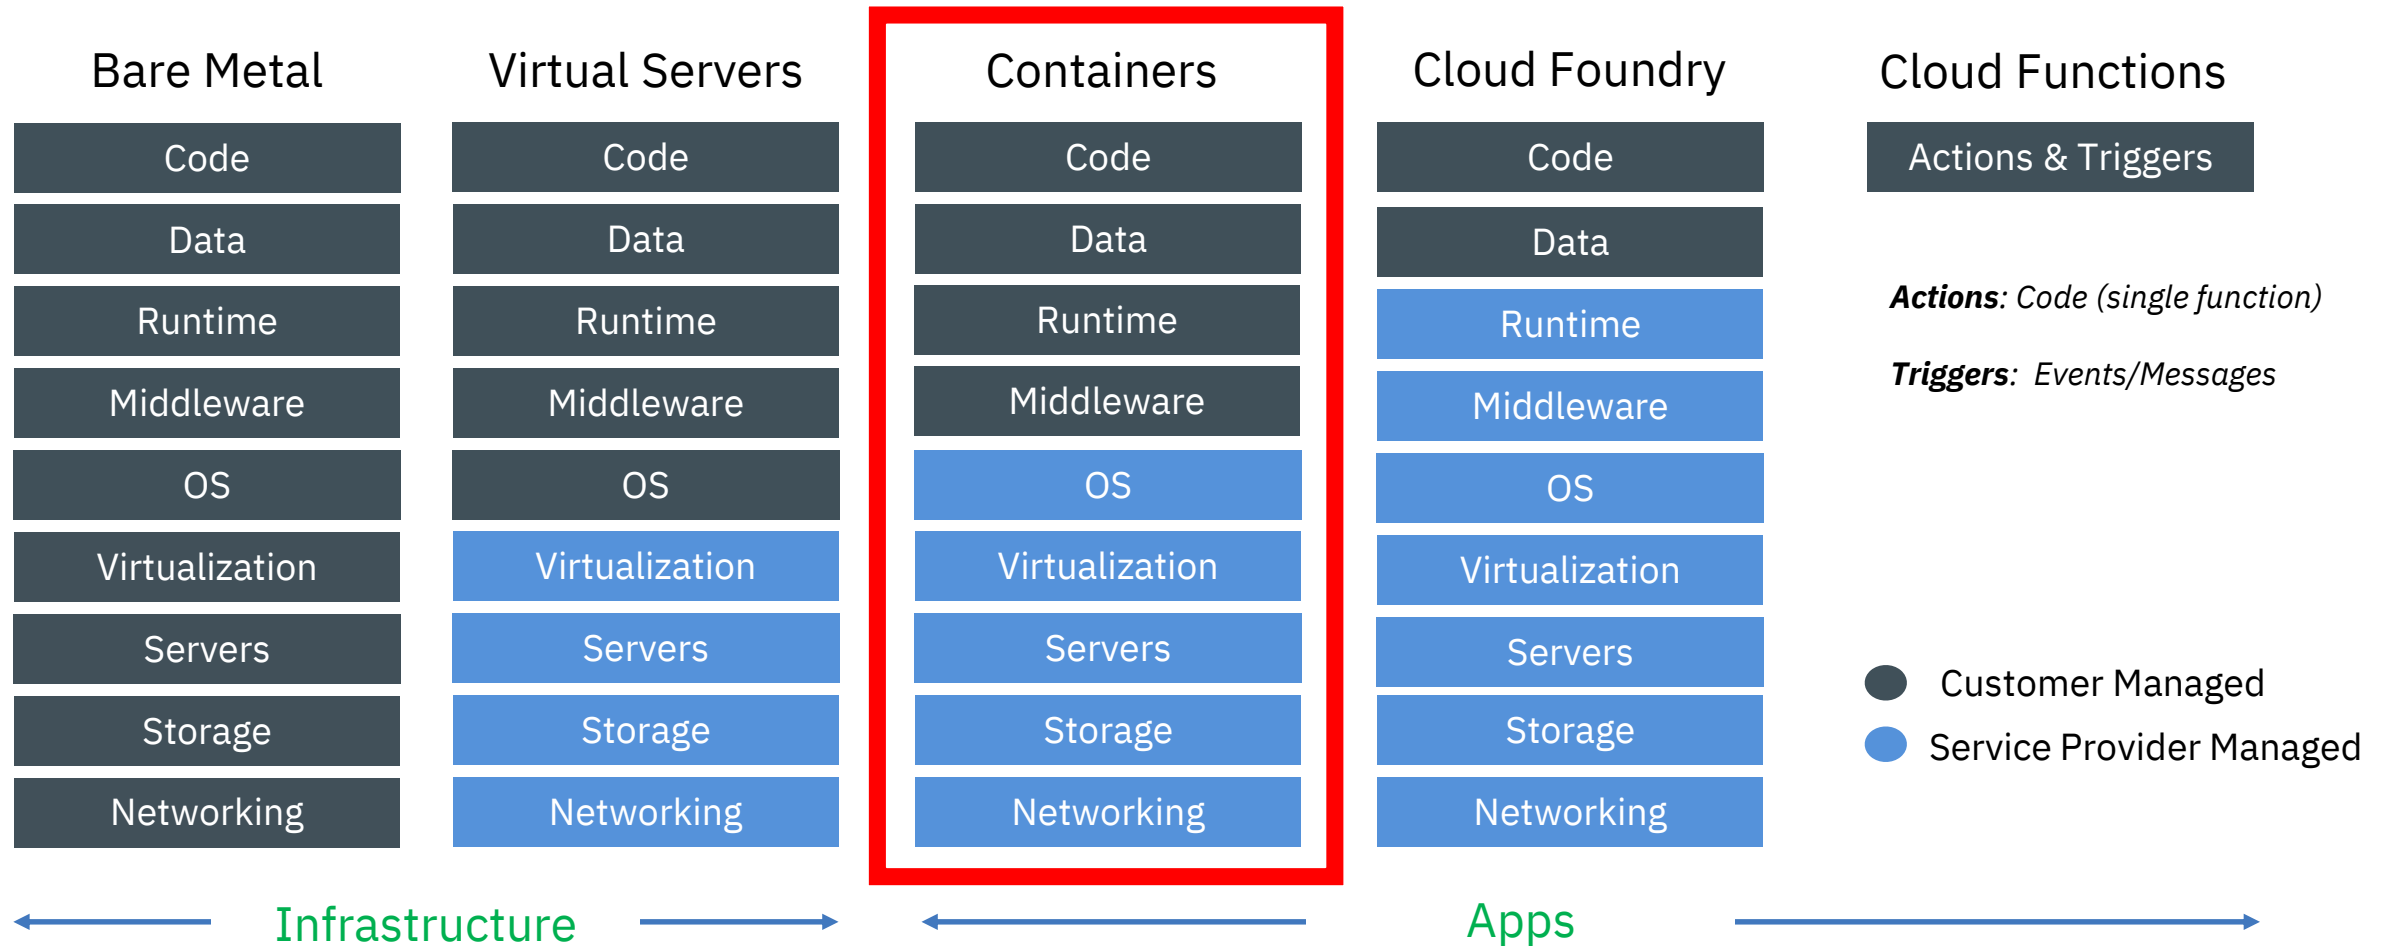 Bare Metal
Code
Data
Runtime
Middleware
OS
Virtualization
Servers
Storage
Networking
Virtual Servers
Code
Data
Runtime
Middleware
OS
Virtualization
Servers
Storage
Networking
Containers
Code
Data
Runtime
Middleware
OS
Virtualization
Servers
Storage
Networking
Cloud Foundry
Code
Data
Runtime
Middleware
OS
Virtualization
Servers
Storage
Networking
Cloud Functions
Actions & Triggers
Actions: Code (single function)
Triggers: Events/Messages
Customer Managed
Service Provider Managed
Infrastructure
Apps